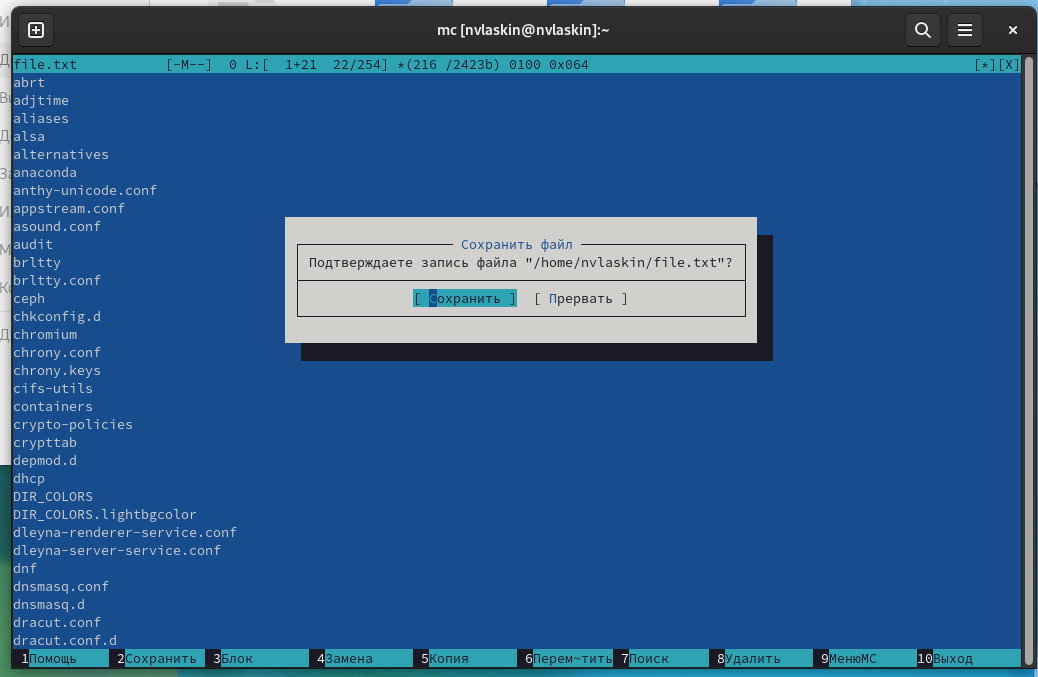 mc [nvlaskin@nvlaskin]:~
file.txt [-M--] 0 L:[ 1+21 22/254] *(216 /2423b) 0100 0x064 [*][X]
abrt
adjtime
aliases
alsa
alternatives
anaconda
anthy-unicode.conf
appstream.conf
asound.conf
audit
brltty
brltty.conf
ceph
chkconfig.d
chromium
chrony.conf
chrony.keys
cifs-utils
containers
crypto-policies
crypttab
depmod.d
dhcp
DIR_COLORS
DIR_COLORS.lightbgcolor
dleyna-renderer-service.conf
dleyna-server-service.conf
dnf
dnsmasq.conf
dnsmasq.d
dracut.conf
dracut.conf.d
Сохранить файл
Подтверждаете запись файла "/home/nvlaskin/file.txt"?
[ Сохранить ] [ Прервать ]
1Помощь 2Сохранить 3Блок 4Замена 5Копия 6Перем~тить 7Поиск 8Удалить 9МенюMC 10Выход